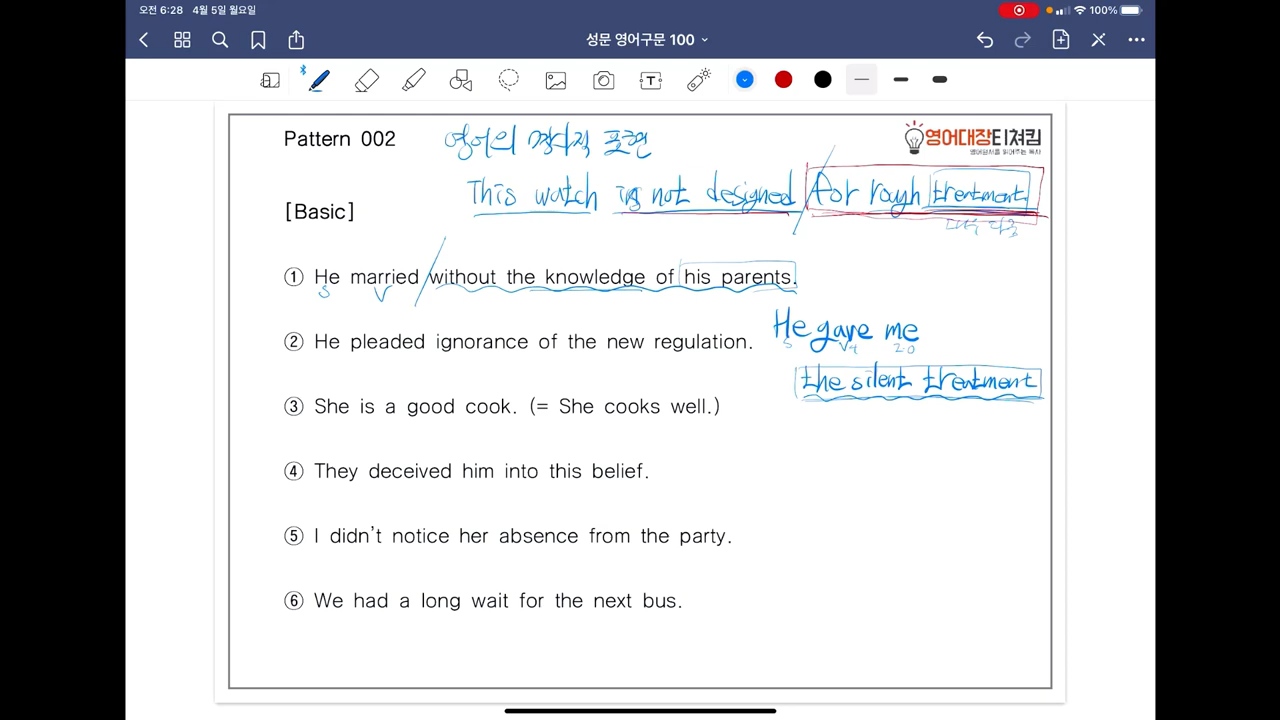 오전 6:28 4월 5일 월요일
100%
성문 영어구문 100
Pattern 002 영어의 명사적 표현
영어대장티쳐킴
This watch is not designed / for rough treatment
[Basic]
① He married / without the knowledge of his parents.
S V
He gave me
② He pleaded ignorance of the new regulation.
the silent treatment
③ She is a good cook. (= She cooks well.)
④ They deceived him into this belief.
⑤ I didn't notice her absence from the party.
⑥ We had a long wait for the next bus.